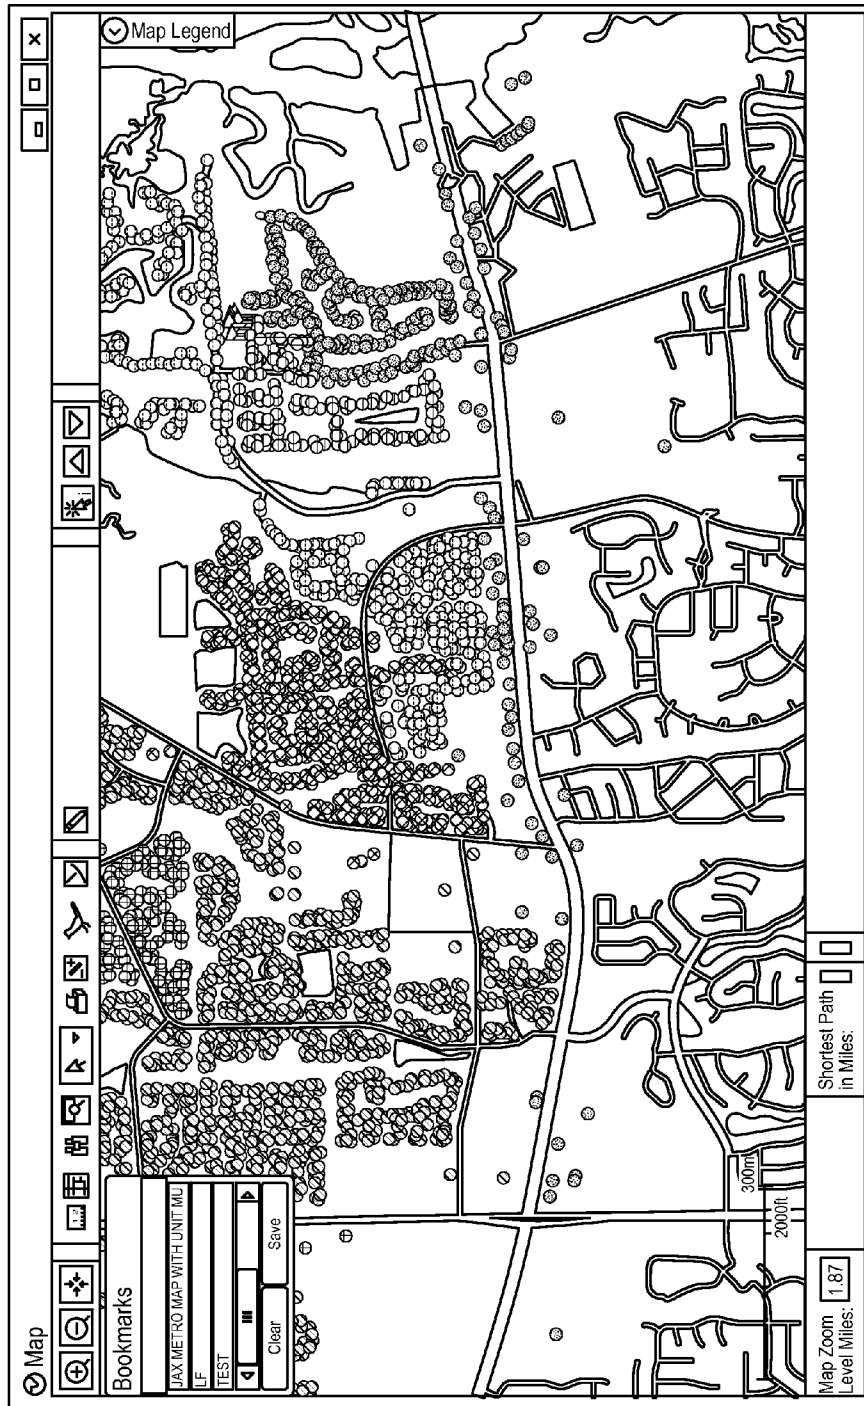 Map
Map Legend
Bookmarks
JAX METRO MAP WITH UNIT MU
LF
TEST
Clear
Save
300m
2000ft
Map Zoom
Level Miles:
1.87
Shortest Path
in Miles: